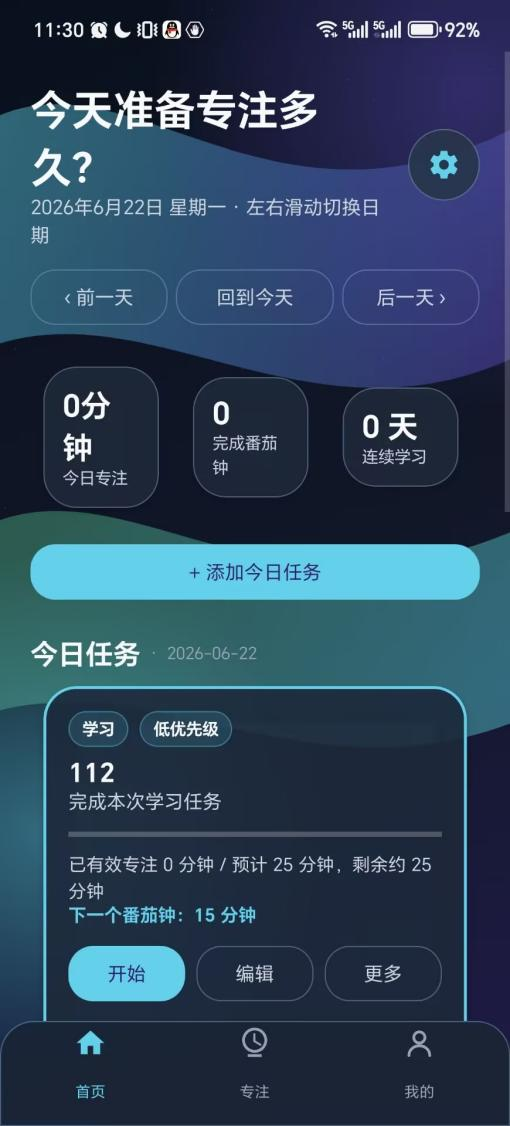 11:30
5G 5G 92%
今天准备专注多
久?
2026年6月22日 星期一 · 左右滑动切换日
期
‹ 前一天
回到今天
后一天 ›
0分
钟
今日专注
0
完成番茄
钟
0 天
连续学习
+ 添加今日任务
今日任务 · 2026-06-22
学习
低优先级
112
完成本次学习任务
已有效专注 0 分钟 / 预计 25 分钟，剩余约 25
分钟
下一个番茄钟：15 分钟
开始
编辑
更多
首页
专注
我的